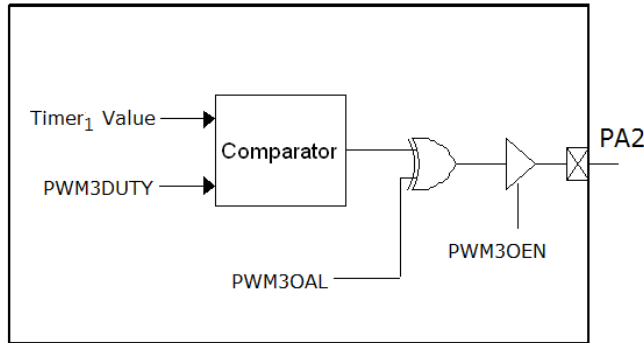 Timer1 Value
Comparator
PA2
PWM3DUTY
PWM3OEN
PWM3OAL